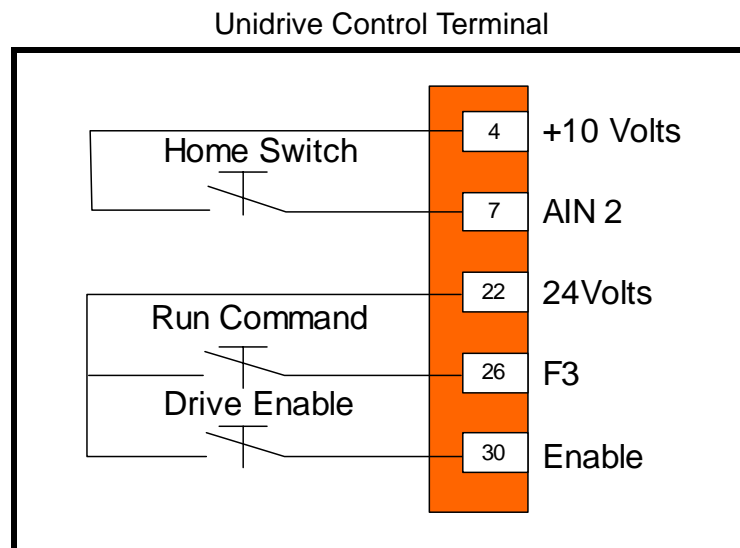 Unidrive Control Terminal
4 +10 Volts
Home Switch
7 AIN 2
22 24Volts
Run Command
26 F3
Drive Enable
30 Enable